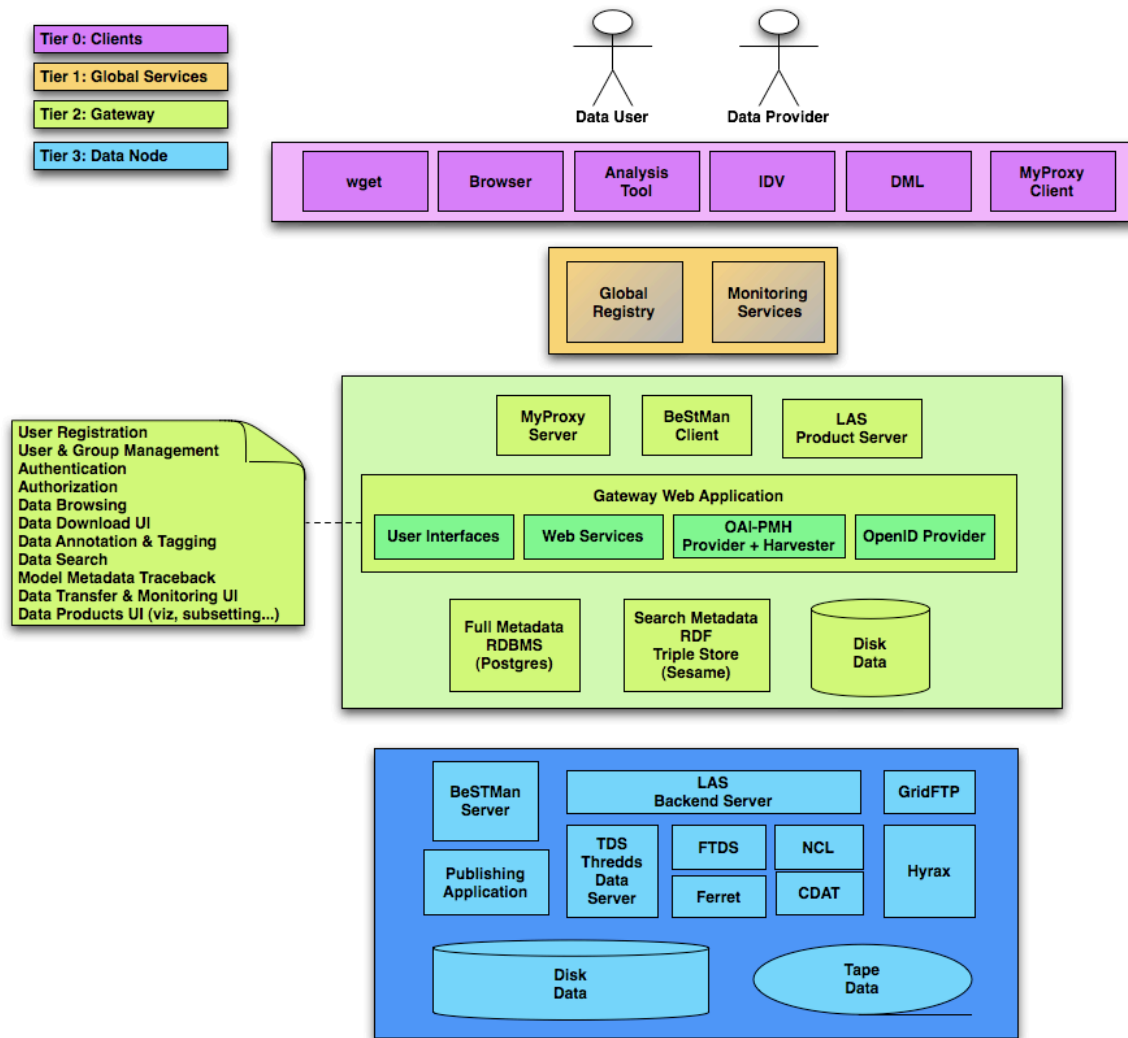 Tier 0: Clients
Tier 1: Global Services
Tier 2: Gateway
Tier 3: Data Node
Data User
Data Provider
wget
Browser
Analysis
Tool
IDV
DML
MyProxy
Client
Global
Registry
Monitoring
Services
User Registration
User & Group Management
Authentication
Authorization
Data Browsing
Data Download UI
Data Annotation & Tagging
Data Search
Model Metadata Traceback
Data Transfer & Monitoring UI
Data Products UI (viz, subsetting...)
MyProxy
Server
BeStMan
Client
LAS
Product Server
Gateway Web Application
User Interfaces
Web Services
OAI-PMH
Provider + Harvester
OpenID Provider
Full Metadata
RDBMS
(Postgres)
Search Metadata
RDF
Triple Store
(Sesame)
Disk
Data
BeSTMan
Server
LAS
Backend Server
GridFTP
Publishing
Application
TDS
Thredds
Data
Server
FTDS
NCL
Ferret
CDAT
Hyrax
Disk
Data
Tape
Data